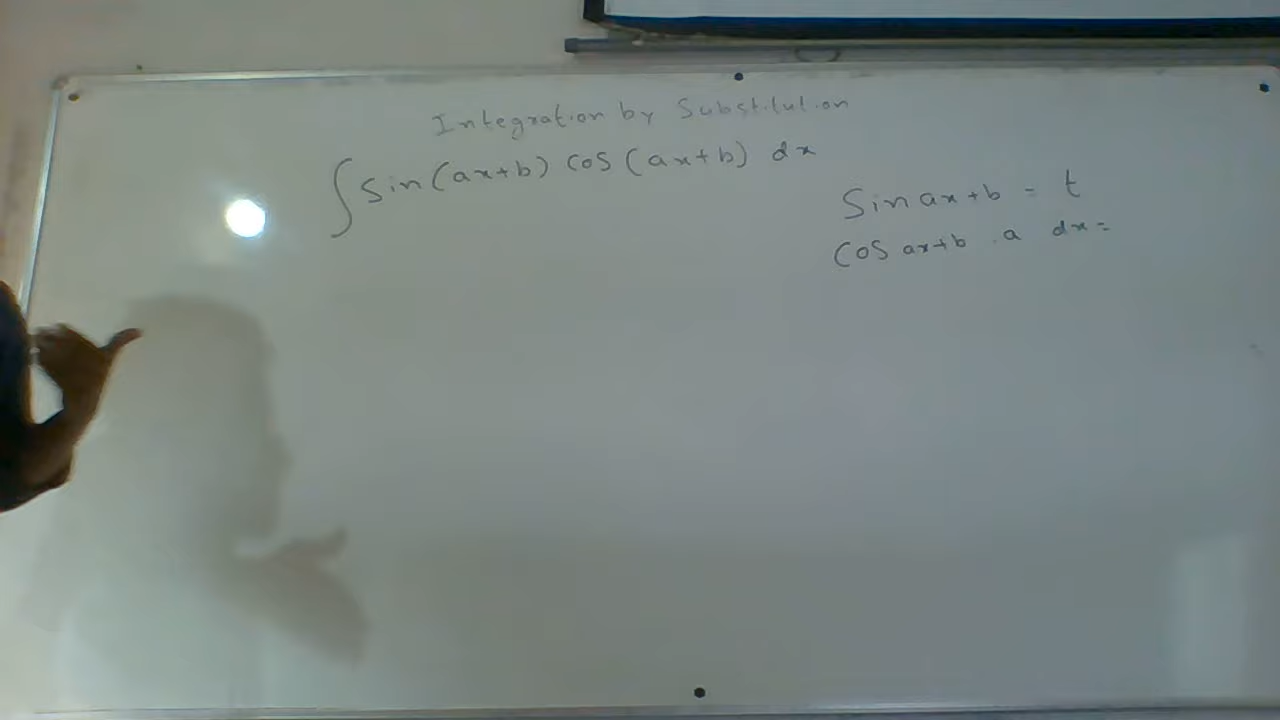 Integration by Substitution
∫ Sin(ax+b) Cos(ax+b) dx
Sin ax+b = t
Cos ax+b . a dx =